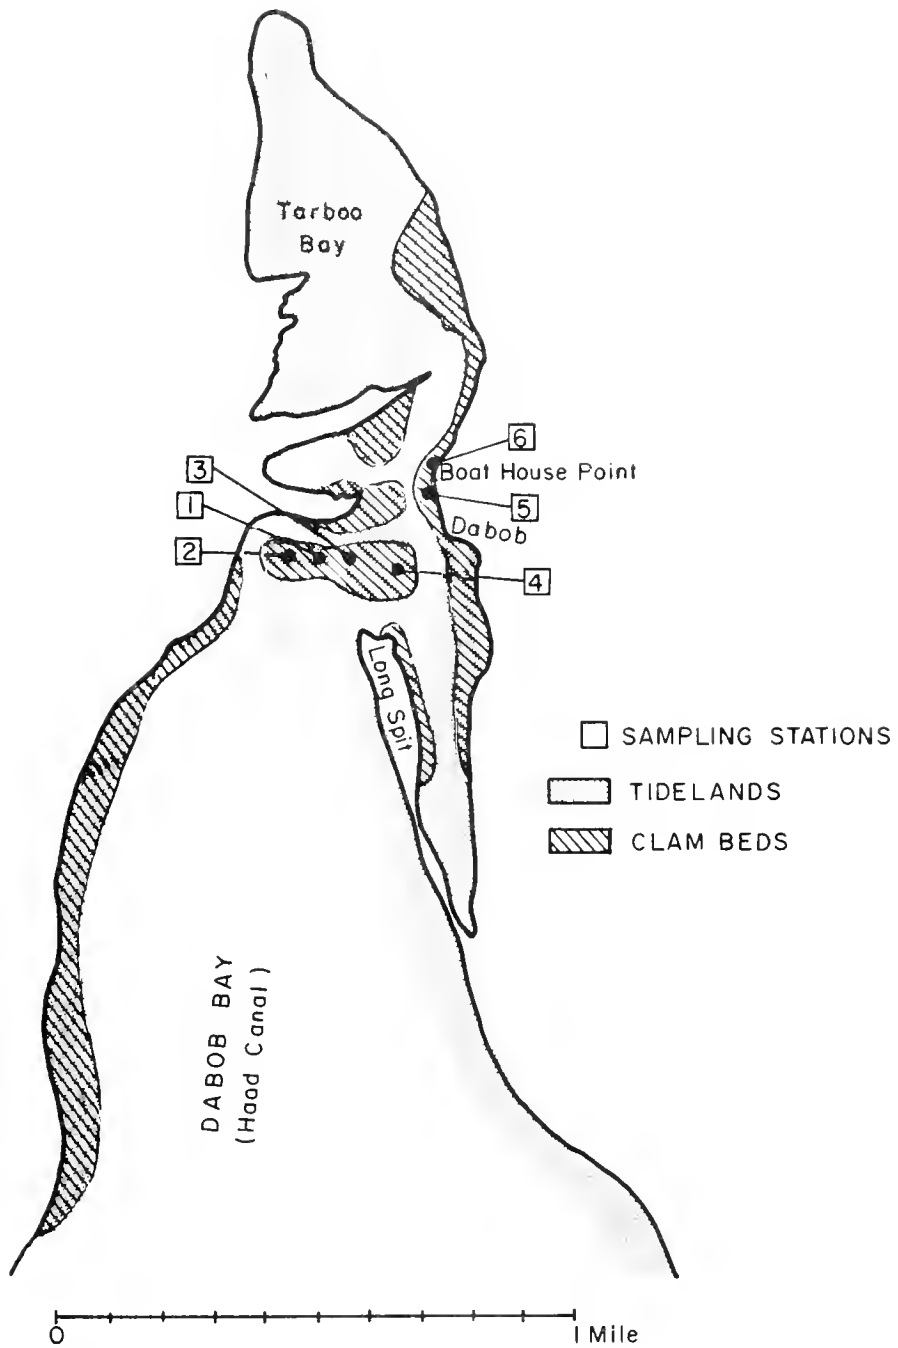 Tarboo
Bay
6
3
Boat House Point
1
5
Dabob
2
4
Long Spit
SAMPLING STATIONS
TIDELANDS
CLAM BEDS
DABOB BAY
(Hood Canal)
0
1 Mile